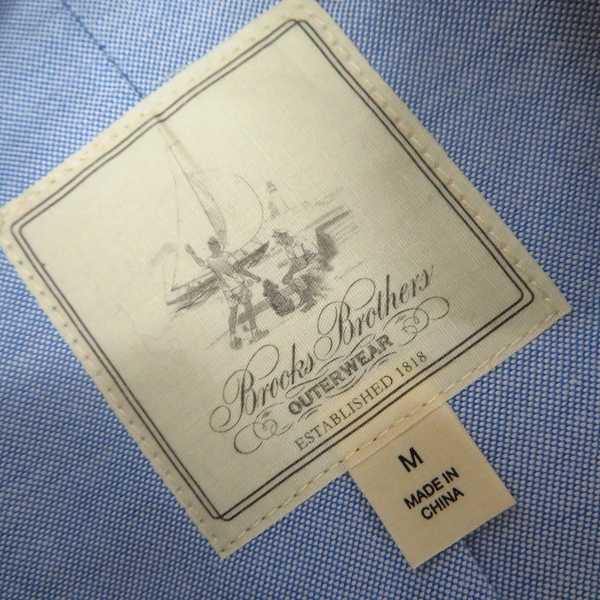 Brooks Brothers
OUTERWEAR
ESTABLISHED 1818
M
MADE IN
CHINA